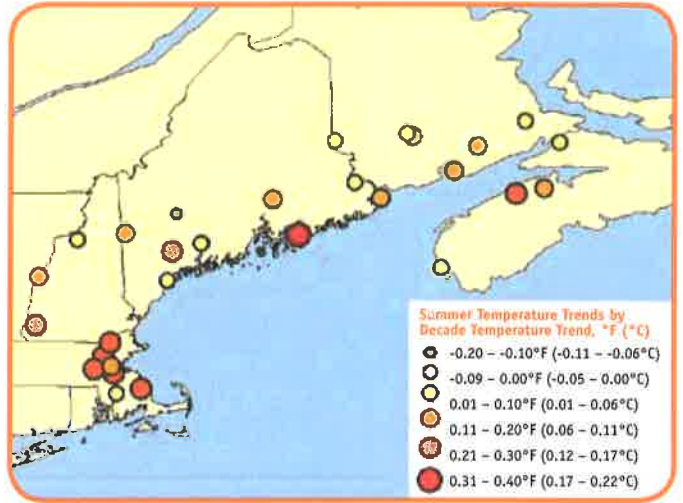 Summer Temperature Trends by
Decade Temperature Trend, °F (°C)
-0.20 – -0.10°F (-0.11 – -0.06°C)
-0.09 – 0.00°F (-0.05 – 0.00°C)
0.01 – 0.10°F (0.01 – 0.06°C)
0.11 – 0.20°F (0.06 – 0.11°C)
0.21 – 0.30°F (0.12 – 0.17°C)
0.31 – 0.40°F (0.17 – 0.22°C)